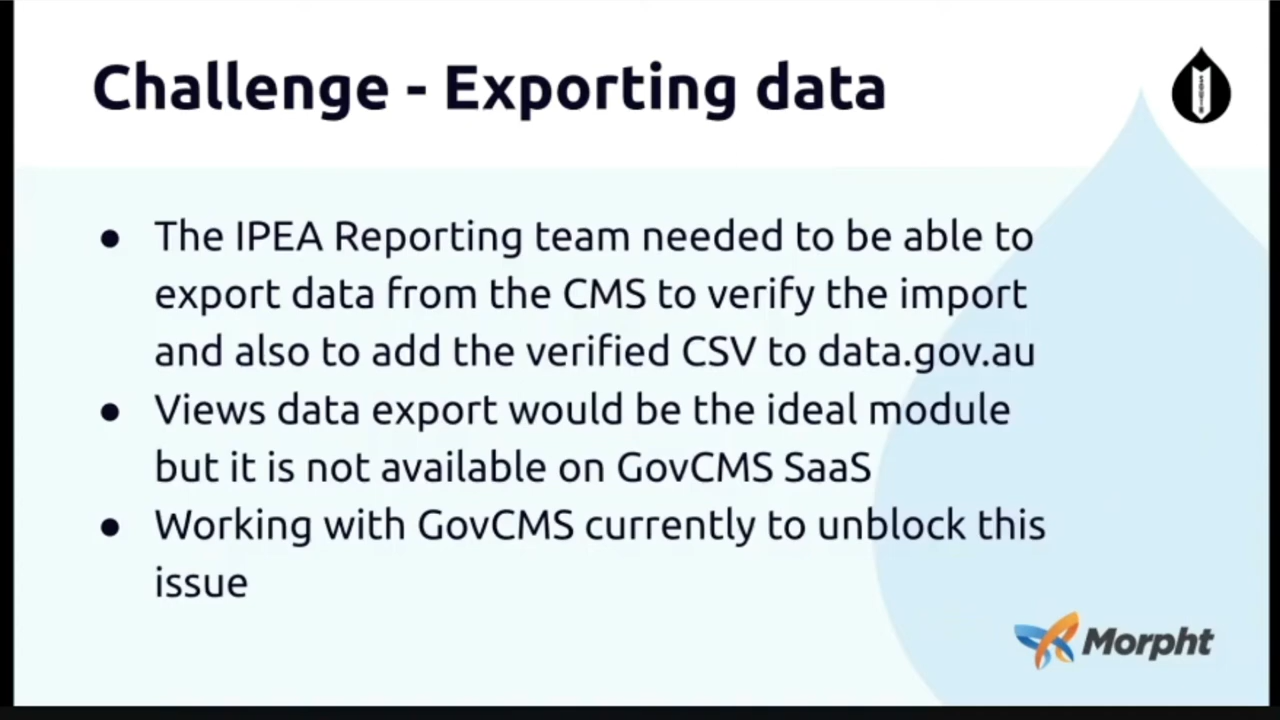 Challenge - Exporting data
● The IPEA Reporting team needed to be able to
export data from the CMS to verify the import
and also to add the verified CSV to data.gov.au
● Views data export would be the ideal module
but it is not available on GovCMS SaaS
● Working with GovCMS currently to unblock this
issue
Morpht